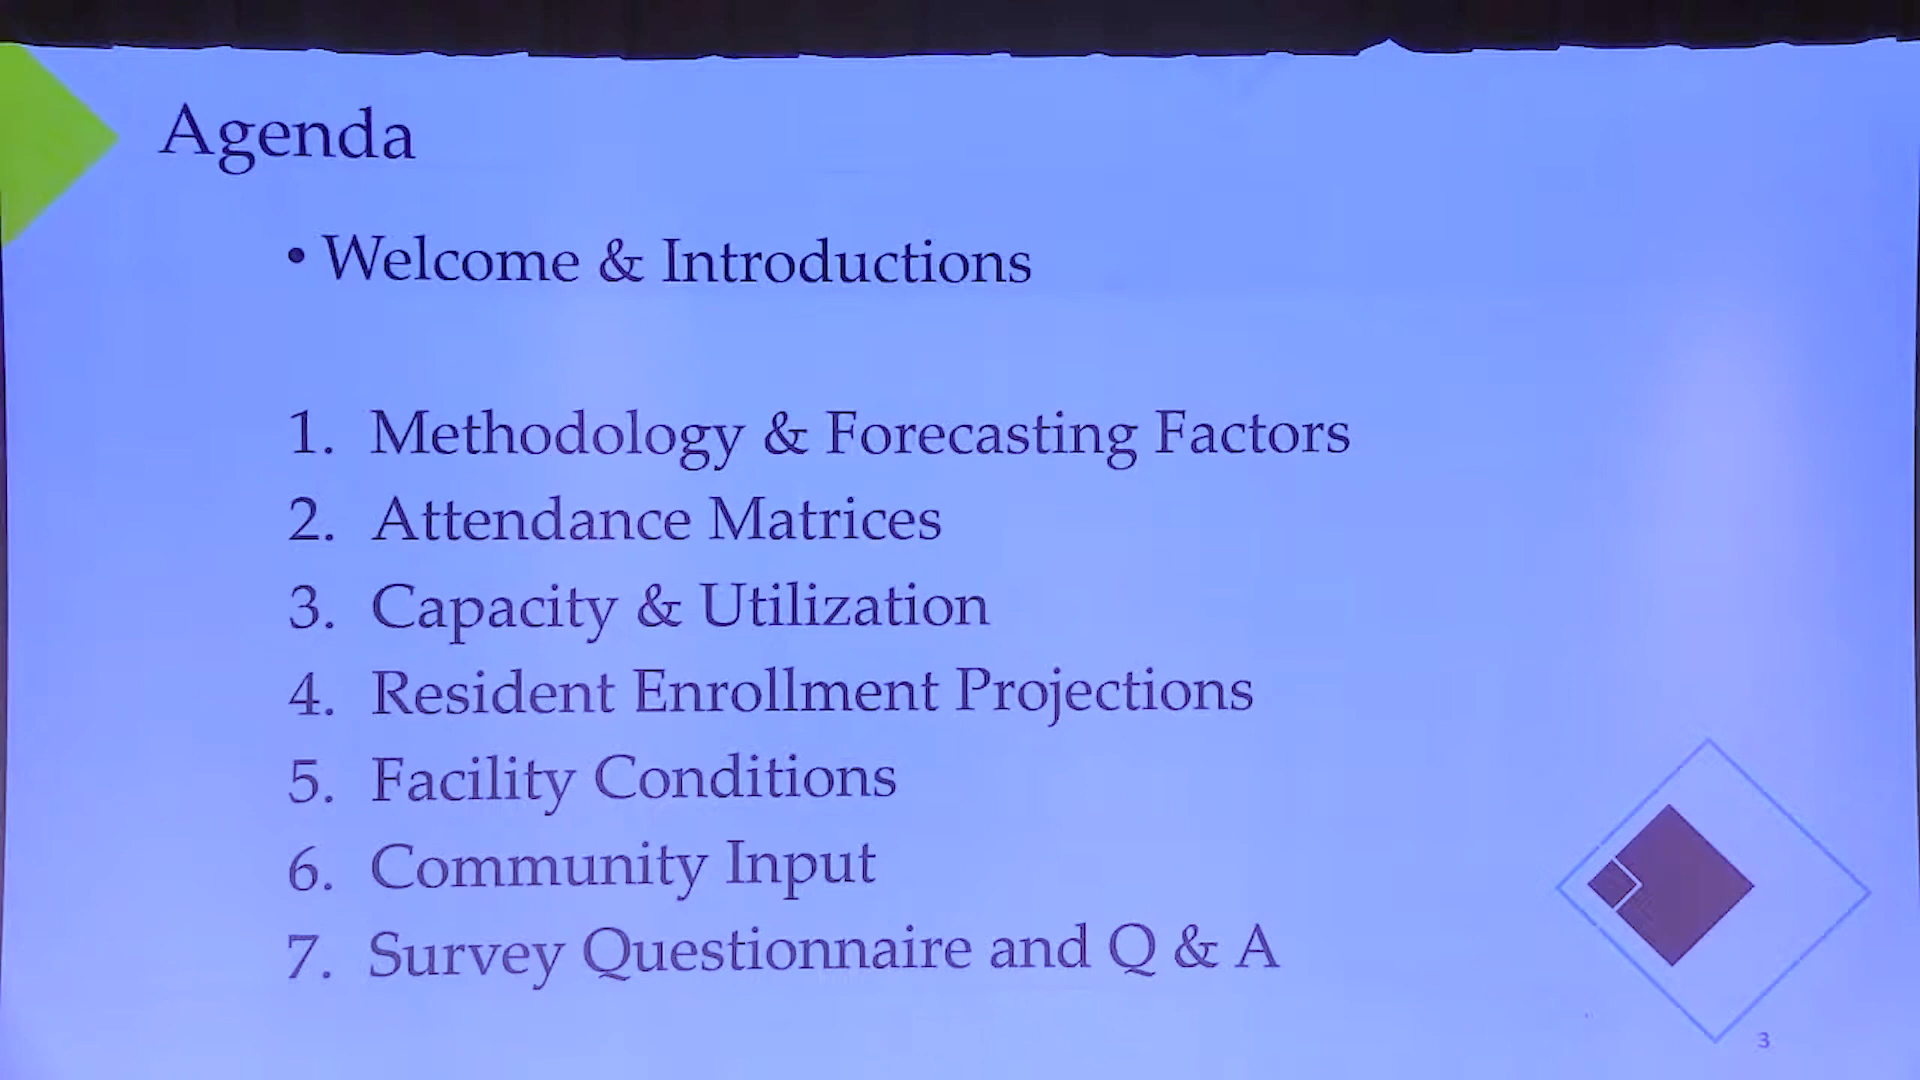 Agenda
• Welcome & Introductions
1. Methodology & Forecasting Factors
2. Attendance Matrices
3. Capacity & Utilization
4. Resident Enrollment Projections
5. Facility Conditions
6. Community Input
7. Survey Questionnaire and Q & A
3